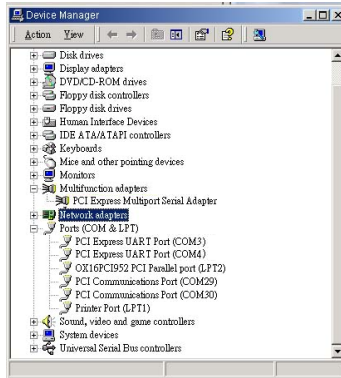 Device Manager
Action View
Disk drives
Display adapters
DVD/CD-ROM drives
Floppy disk controllers
Floppy disk drives
Human Interface Devices
IDE ATA/ATAPI controllers
Keyboards
Mice and other pointing devices
Monitors
Multifunction adapters
PCI Express Multiport Serial Adapter
Network adapters
Ports (COM & LPT)
PCI Express UART Port (COM3)
PCI Express UART Port (COM4)
OX16PCI952 PCI Parallel port (LPT2)
PCI Communications Port (COM29)
PCI Communications Port (COM30)
Printer Port (LPT1)
Sound, video and game controllers
System devices
Universal Serial Bus controllers